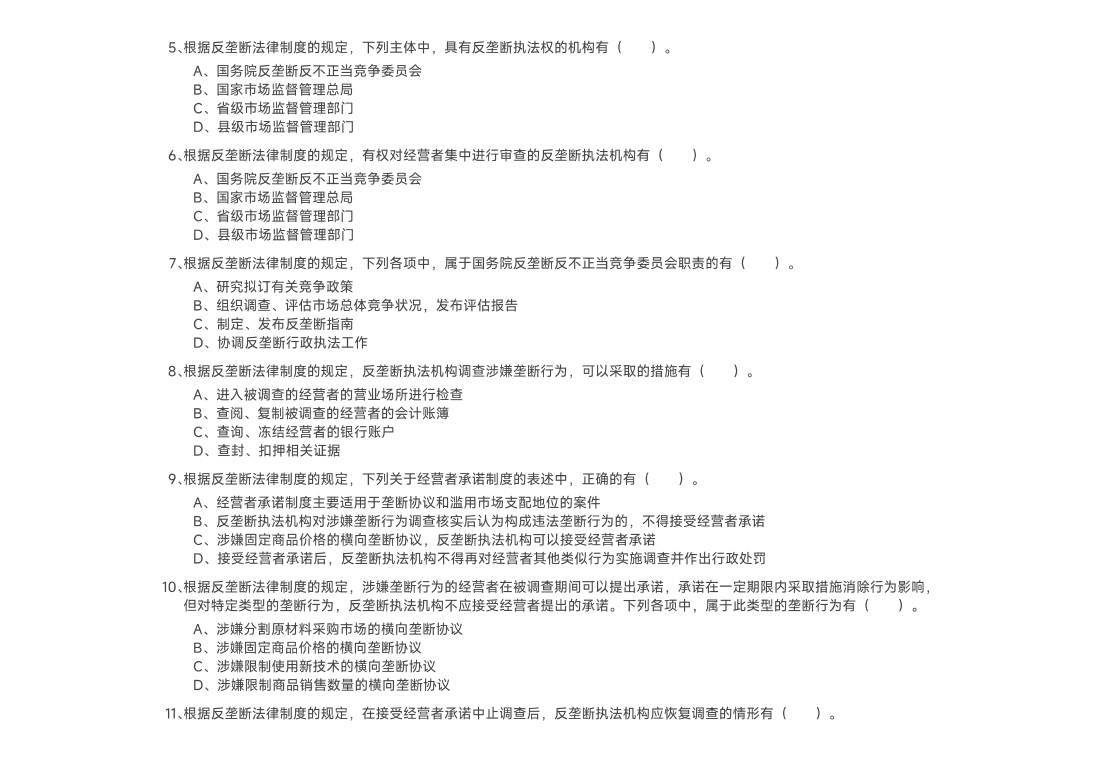 5、根据反垄断法律制度的规定，下列主体中，具有反垄断执法权的机构有（　　）。
A、国务院反垄断反不正当竞争委员会
B、国家市场监督管理总局
C、省级市场监督管理部门
D、县级市场监督管理部门
6、根据反垄断法律制度的规定，有权对经营者集中进行审查的反垄断执法机构有（　　）。
A、国务院反垄断反不正当竞争委员会
B、国家市场监督管理总局
C、省级市场监督管理部门
D、县级市场监督管理部门
7、根据反垄断法律制度的规定，下列各项中，属于国务院反垄断反不正当竞争委员会职责的有（　　）。
A、研究拟订有关竞争政策
B、组织调查、评估市场总体竞争状况，发布评估报告
C、制定、发布反垄断指南
D、协调反垄断行政执法工作
8、根据反垄断法律制度的规定，反垄断执法机构调查涉嫌垄断行为，可以采取的措施有（　　）。
A、进入被调查的经营者的营业场所进行检查
B、查阅、复制被调查的经营者的会计账簿
C、查询、冻结经营者的银行账户
D、查封、扣押相关证据
9、根据反垄断法律制度的规定，下列关于经营者承诺制度的表述中，正确的有（　　）。
A、经营者承诺制度主要适用于垄断协议和滥用市场支配地位的案件
B、反垄断执法机构对涉嫌垄断行为调查核实后认为构成违法垄断行为的，不得接受经营者承诺
C、涉嫌固定商品价格的横向垄断协议，反垄断执法机构可以接受经营者承诺
D、接受经营者承诺后，反垄断执法机构不得再对经营者其他类似行为实施调查并作出行政处罚
10、根据反垄断法律制度的规定，涉嫌垄断行为的经营者在被调查期间可以提出承诺，承诺在一定期限内采取措施消除行为影响，
但对特定类型的垄断行为，反垄断执法机构不应接受经营者提出的承诺。下列各项中，属于此类型的垄断行为有（　　）。
A、涉嫌分割原材料采购市场的横向垄断协议
B、涉嫌固定商品价格的横向垄断协议
C、涉嫌限制使用新技术的横向垄断协议
D、涉嫌限制商品销售数量的横向垄断协议
11、根据反垄断法律制度的规定，在接受经营者承诺中止调查后，反垄断执法机构应恢复调查的情形有（　　）。